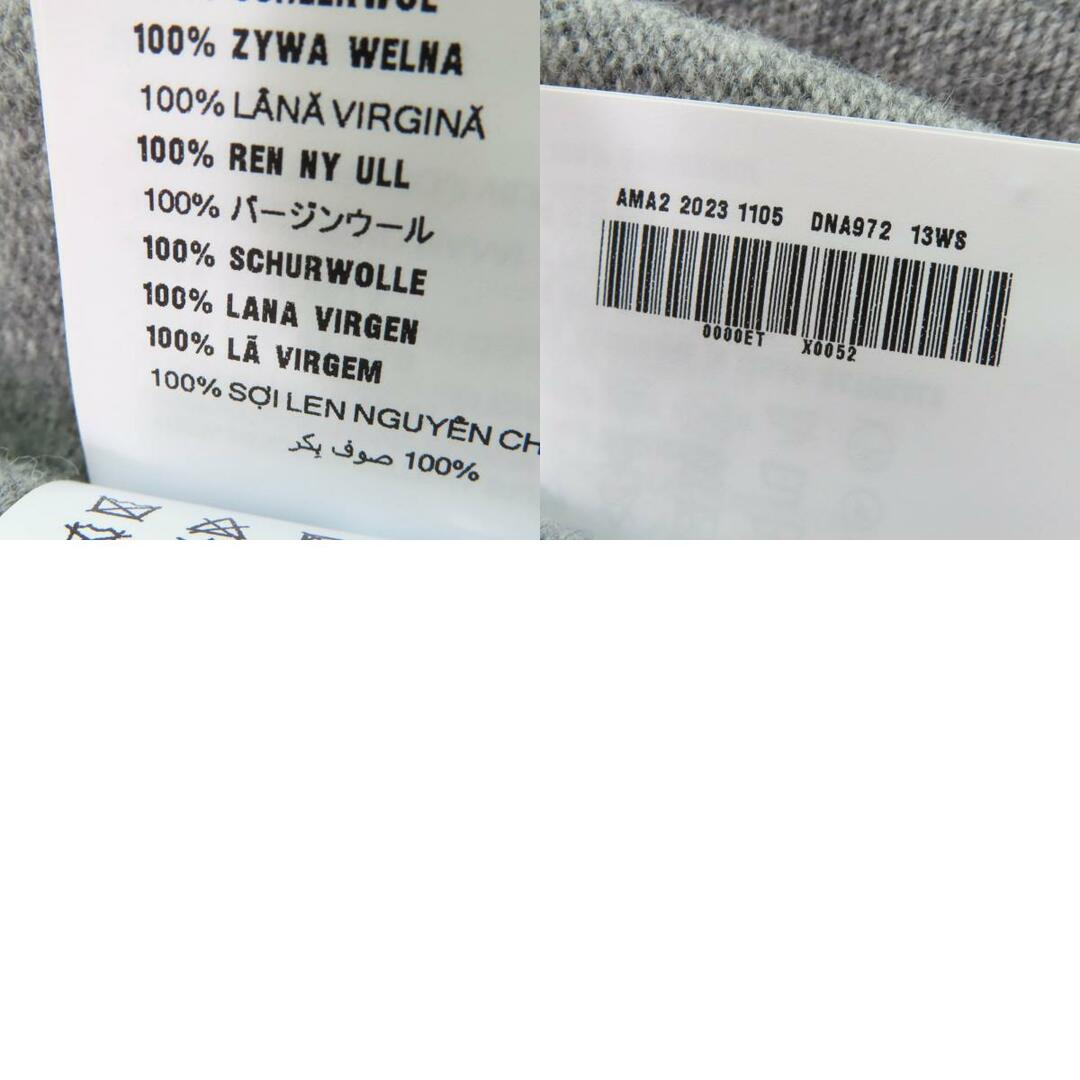 100% ZYWA WELNA
100% LÂNĂ VIRGINĂ
100% REN NY ULL
100% バージンウール
100% SCHURWOLLE
100% LANA VIRGEN
100% LÃ VIRGEM
100% SỢI LEN NGUYÊN CH
100% صوف بكر
AMA2 2023 1105 DNA972 13WS
0000ET X0052